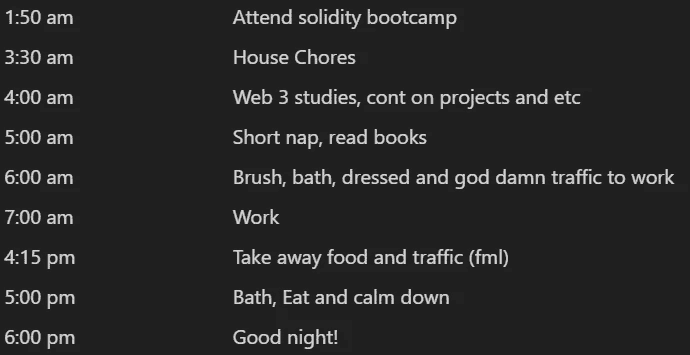 1:50 am Attend solidity bootcamp
3:30 am House Chores
4:00 am Web 3 studies, cont on projects and etc
5:00 am Short nap, read books
6:00 am Brush, bath, dressed and god damn traffic to work
7:00 am Work
4:15 pm Take away food and traffic (fml)
5:00 pm Bath, Eat and calm down
6:00 pm Good night!